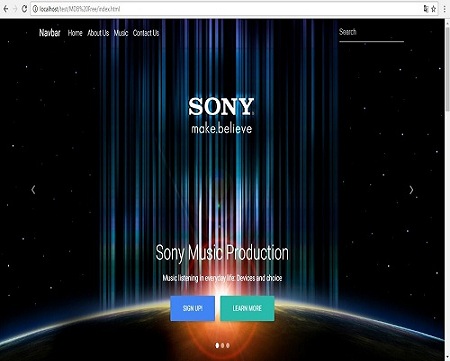 localhost/test/MDB%20Free/index.html
Navbar Home About Us Music Contact Us Search
SONY
make.believe
Sony Music Production
Music listening in everyday life: Devices and choice
SIGN UP! LEARN MORE